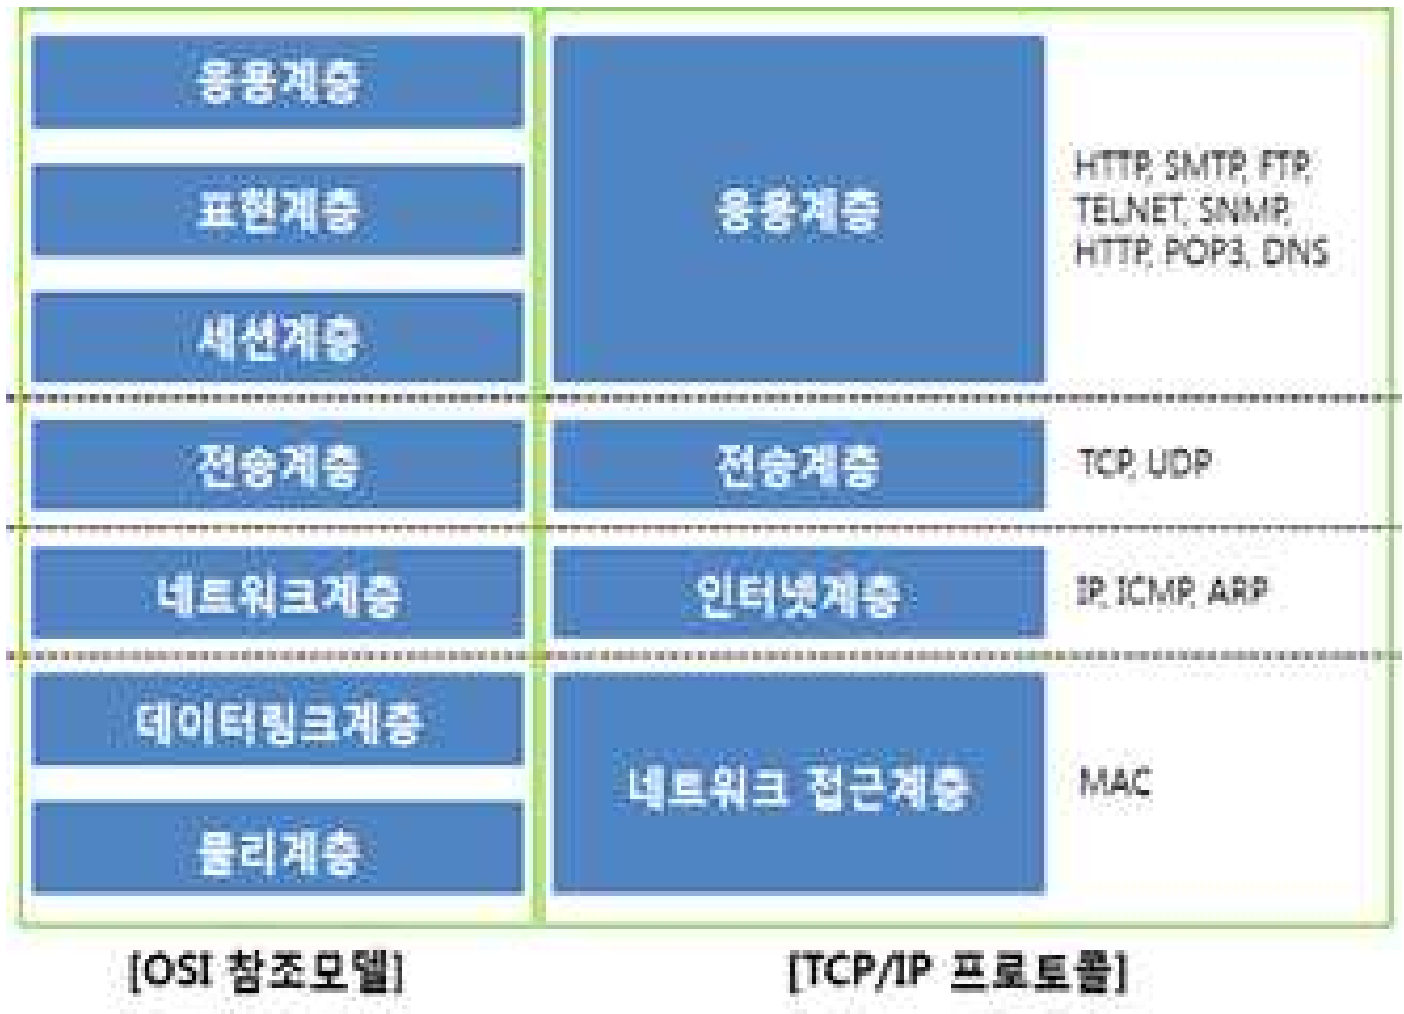 응용계층
표현계층
세션계층
전송계층
네트워크계층
데이터링크계층
물리계층
응용계층
HTTP, SMTP, FTP,
TELNET, SNMP,
HTTP, POP3, DNS
전송계층
TCP, UDP
인터넷계층
IP, ICMP, ARP
네트워크 접근계층
MAC
[OSI 참조모델]
[TCP/IP 프로토콜]